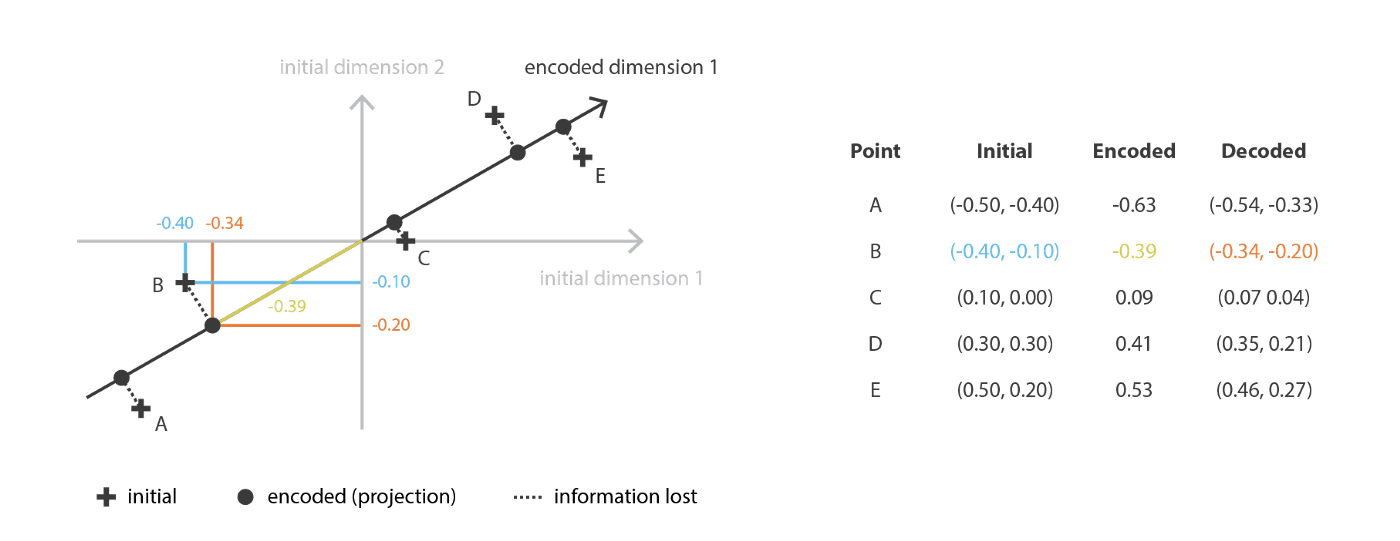 initial dimension 2
encoded dimension 1
D
E
-0.40 -0.34
C
initial dimension 1
B
-0.10
-0.39
-0.20
A
initial
encoded (projection)
information lost
Point Initial Encoded Decoded
A (-0.50, -0.40) -0.63 (-0.54, -0.33)
B (-0.40, -0.10) -0.39 (-0.34, -0.20)
C (0.10, 0.00) 0.09 (0.07 0.04)
D (0.30, 0.30) 0.41 (0.35, 0.21)
E (0.50, 0.20) 0.53 (0.46, 0.27)